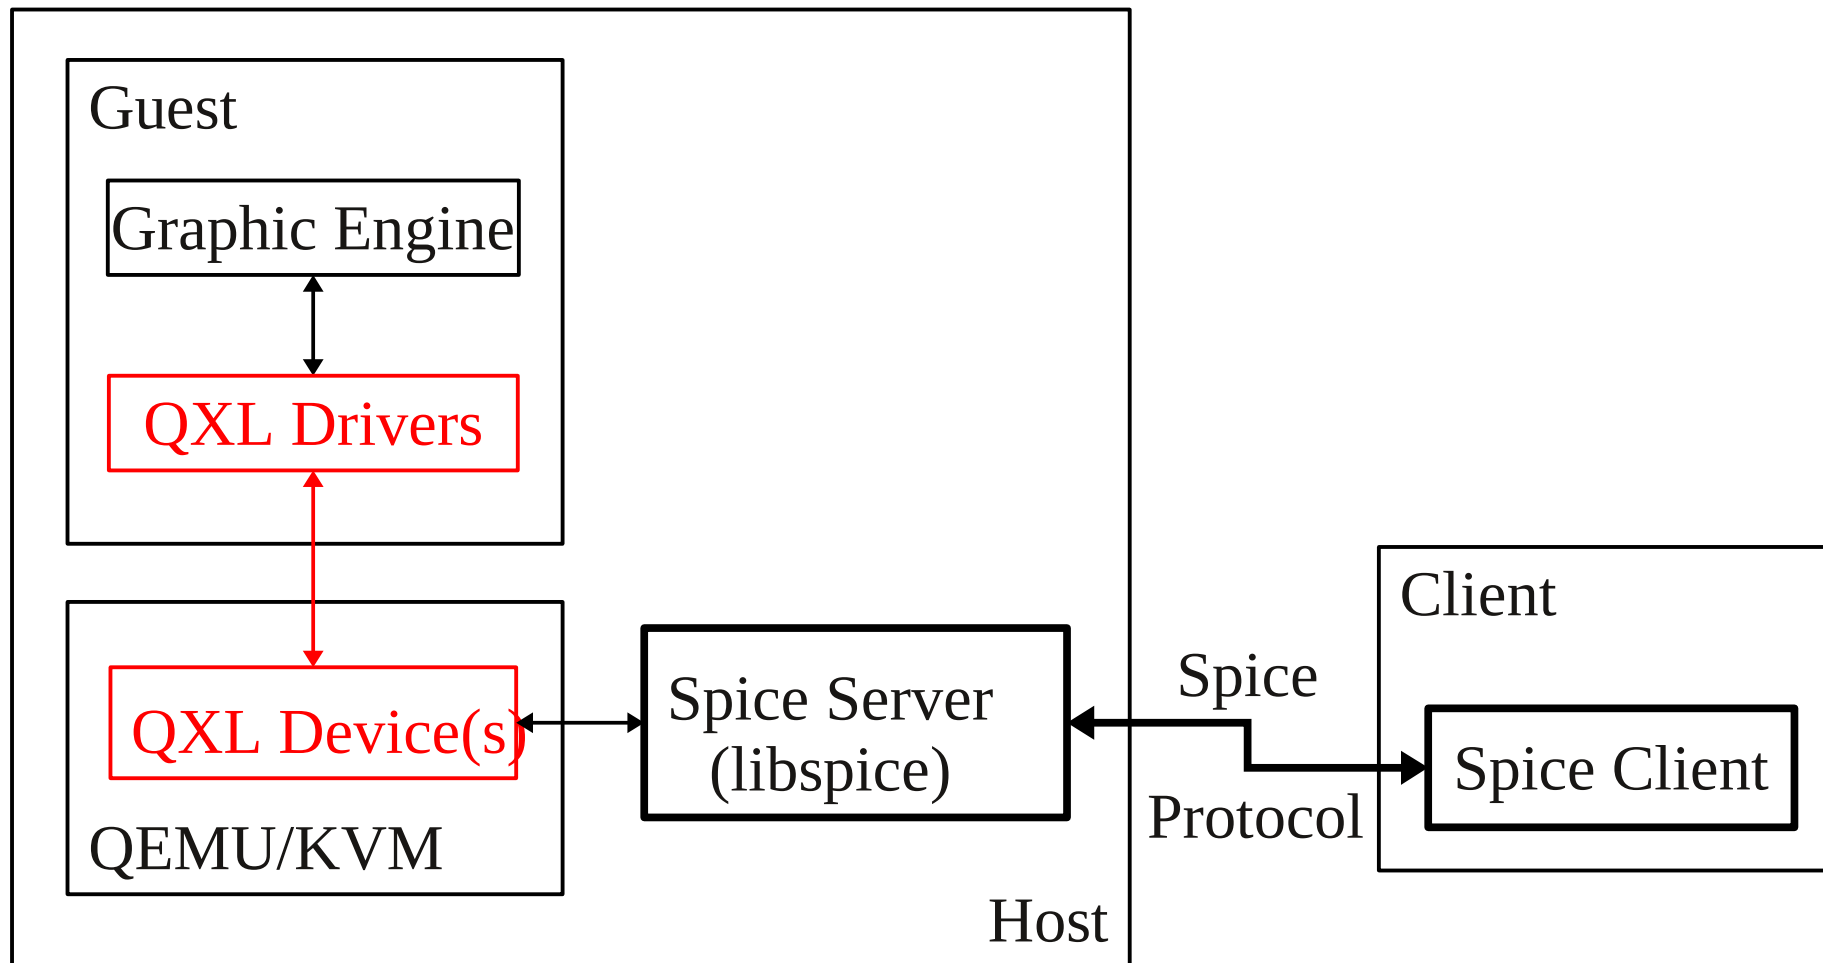 Guest
Graphic Engine
QXL Drivers
QXL Device(s)
QEMU/KVM
Spice Server
(libspice)
Host
Spice
Protocol
Client
Spice Client